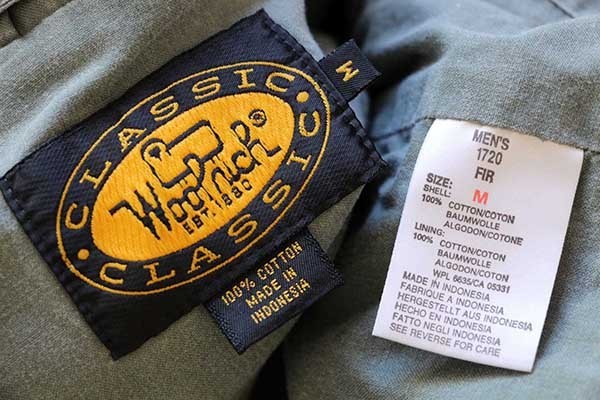 CLASSIC
Woolrich®
EST. 1830
CLASSIC
M
100% COTTON
MADE IN
INDONESIA
MEN'S
1720
FIR
SIZE: M
SHELL:
100% COTTON/COTON
BAUMWOLLE
ALGODON/COTONE
LINING:
100% COTTON/COTON
BAUMWOLLE
ALGODON/COTON
WPL 6635/CA 05331
MADE IN INDONESIA
FABRIQUE A INDONESIA
HERGESTELLT AUS INDONESIA
HECHO EN INDONESIA
FATTO NEGLI INDONESIA
SEE REVERSE FOR CARE